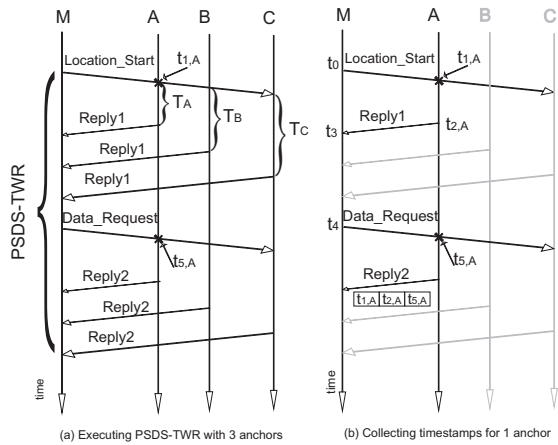 M A B C
Location_Start
t1,A
TA
TB
TC
Reply1
Reply1
Reply1
Data_Request
t5,A
Reply2
Reply2
Reply2
PSDS-TWR
time
(a) Executing PSDS-TWR with 3 anchors
M A B C
t0
Location_Start
t1,A
Reply1
t2,A
t3
t4
Data_Request
t5,A
Reply2
t1,A t2,A t5,A
time
(b) Collecting timestamps for 1 anchor